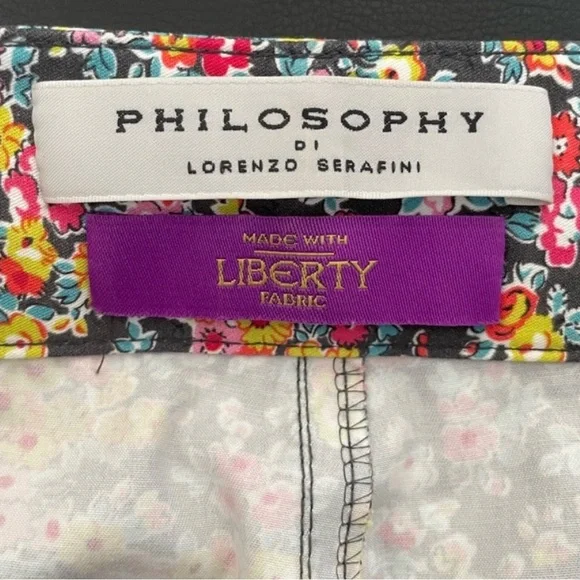 PHILOSOPHY
DI
LORENZO SERAFINI
MADE WITH
LIBERTY
FABRIC